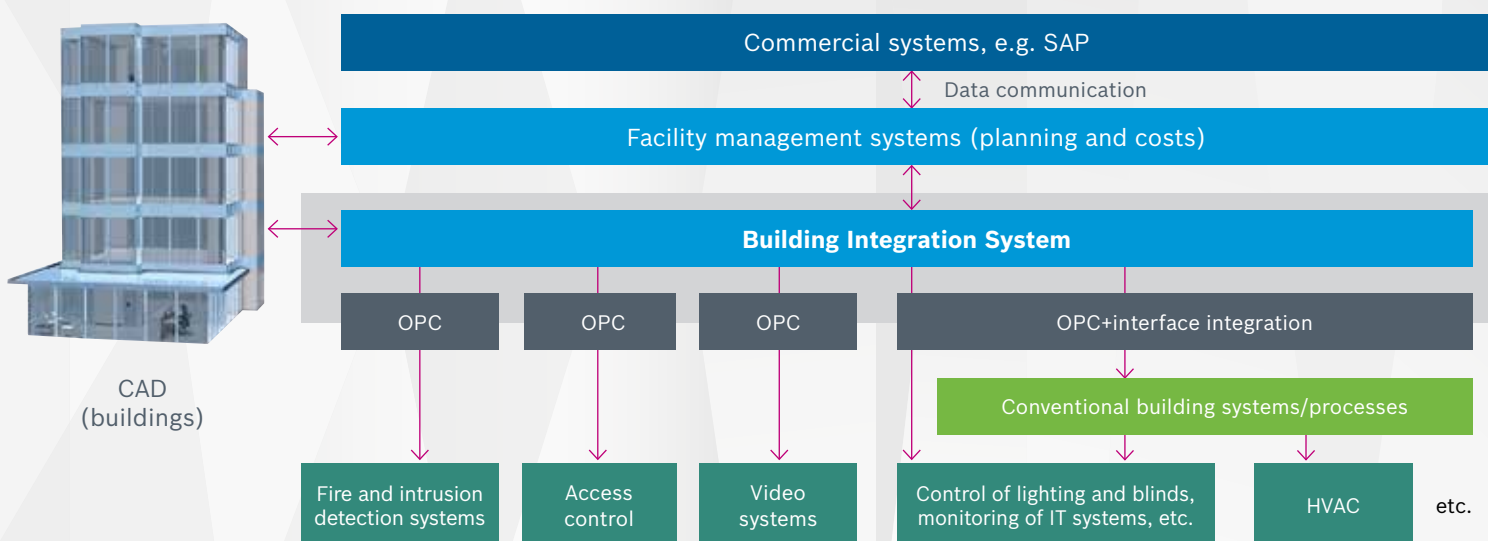 Commercial systems, e.g. SAP
Data communication
Facility management systems (planning and costs)
Building Integration System
OPC
OPC
OPC
OPC+interface integration
CAD
(buildings)
Conventional building systems/processes
Fire and intrusion
detection systems
Access
control
Video
systems
Control of lighting and blinds,
monitoring of IT systems, etc.
HVAC
etc.